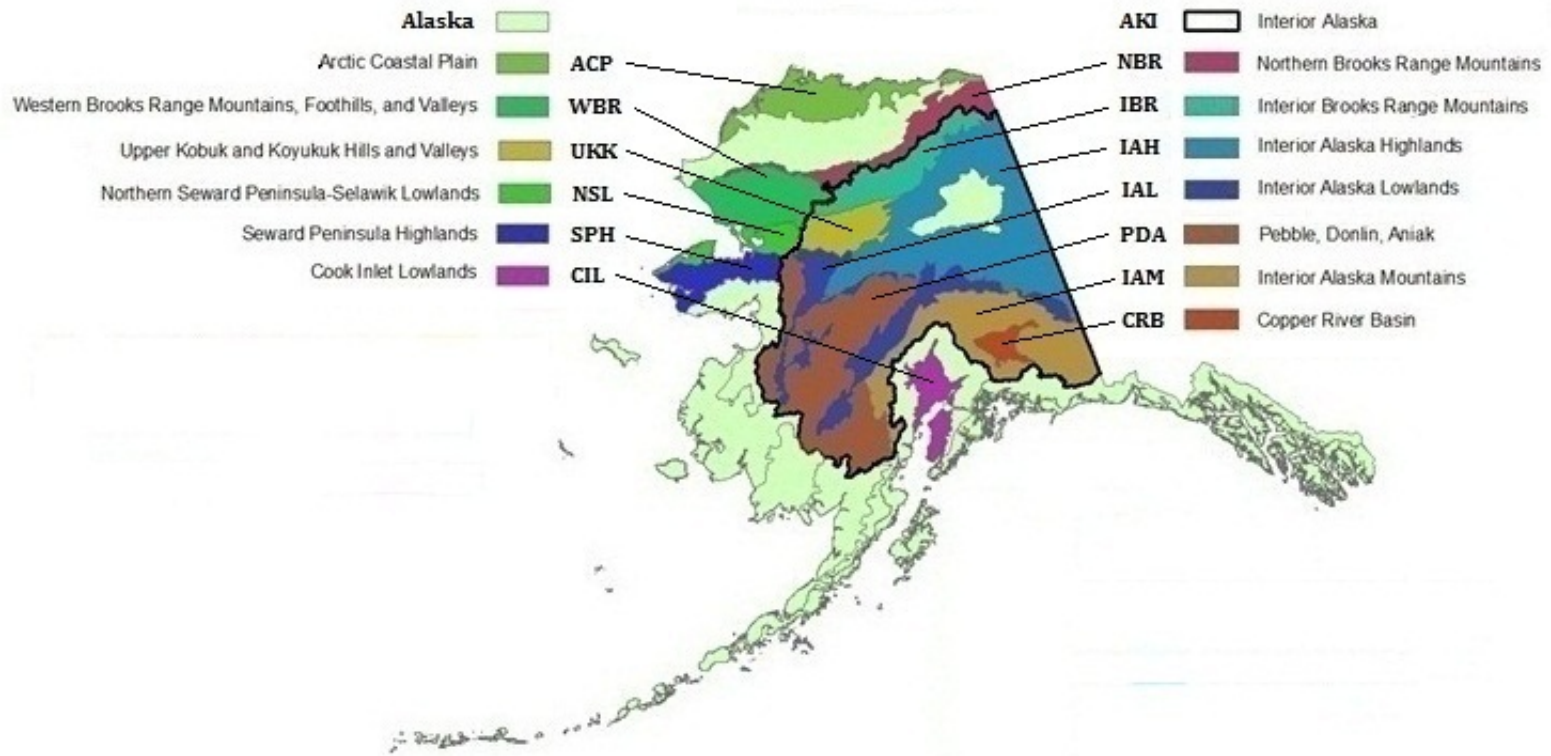 Alaska
Arctic Coastal Plain ACP
Western Brooks Range Mountains, Foothills, and Valleys WBR
Upper Kobuk and Koyukuk Hills and Valleys UKK
Northern Seward Peninsula-Selawik Lowlands NSL
Seward Peninsula Highlands SPH
Cook Inlet Lowlands CIL
AKI Interior Alaska
NBR Northern Brooks Range Mountains
IBR Interior Brooks Range Mountains
IAH Interior Alaska Highlands
IAL Interior Alaska Lowlands
PDA Pebble, Donlin, Aniak
IAM Interior Alaska Mountains
CRB Copper River Basin